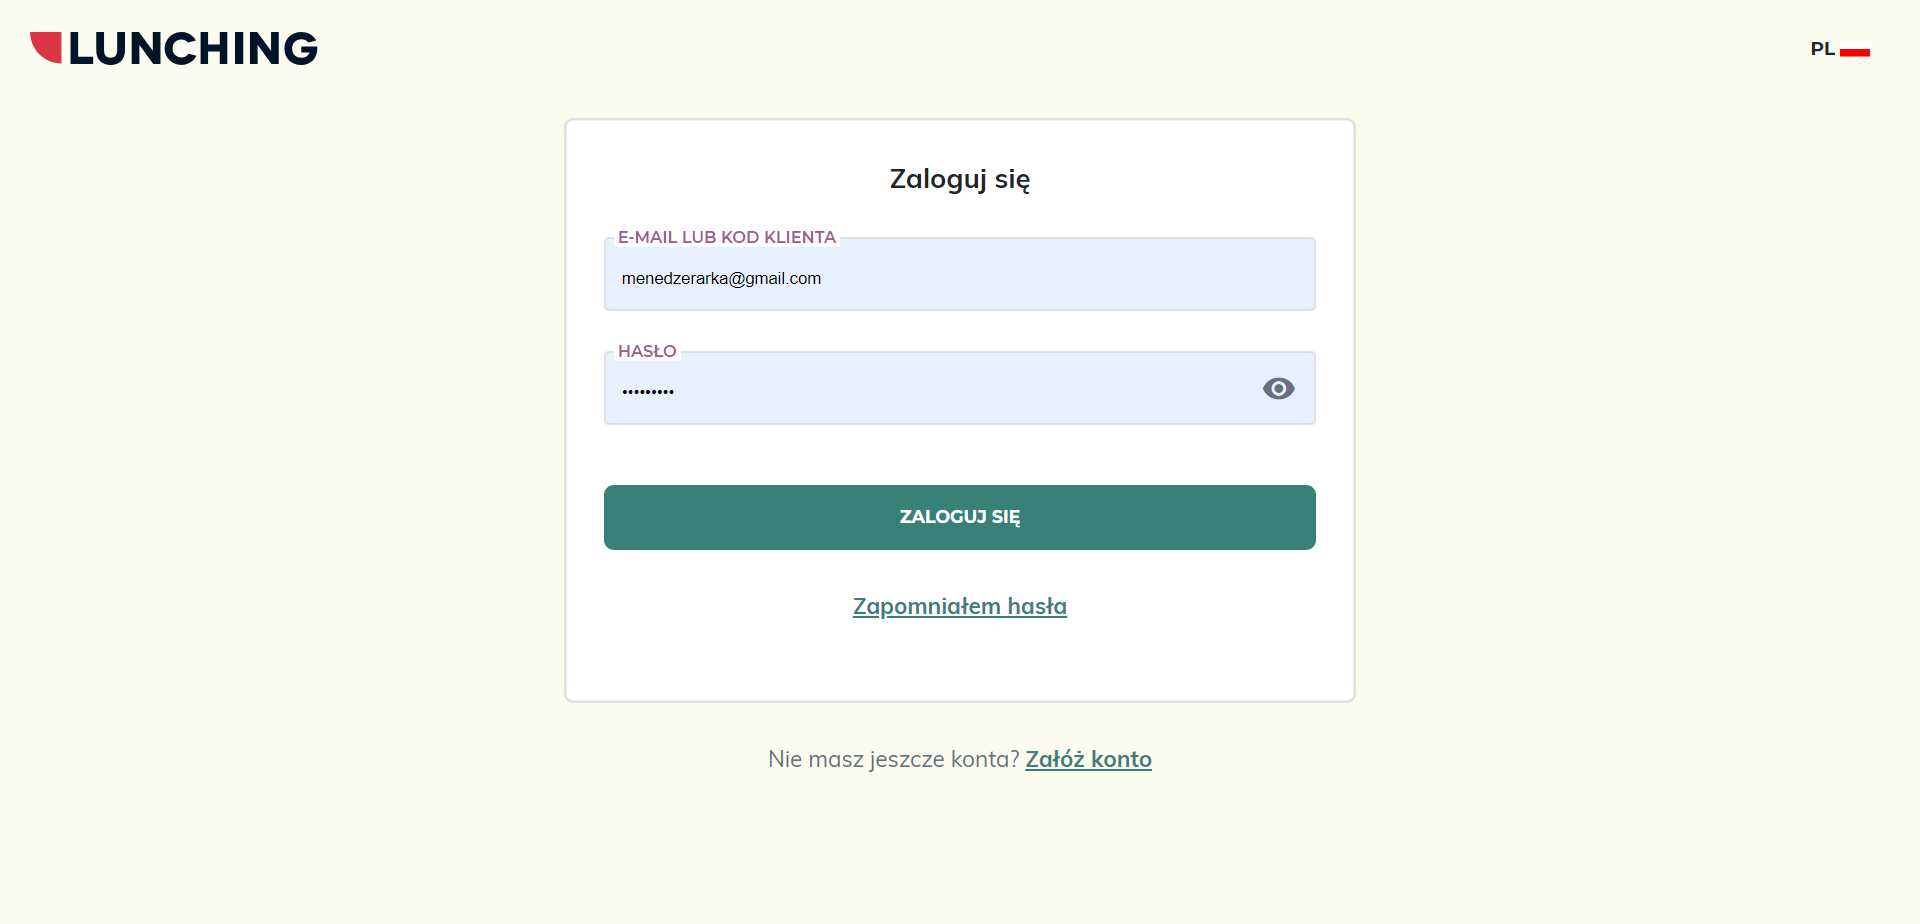 LUNCHING
PL
Zaloguj się
E-MAIL LUB KOD KLIENTA
menedzerarka@gmail.com
HASŁO
•••••••••
ZALOGUJ SIĘ
Zapomniałem hasła
Nie masz jeszcze konta? Załóż konto